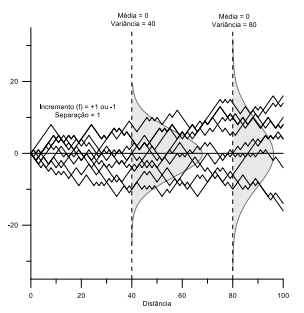 Média = 0
Variância = 40
Média = 0
Variância = 80
20
Incremento (f) = +1 ou -1
Separação = 1
0
-20
0
20
40
60
80
100
Distância